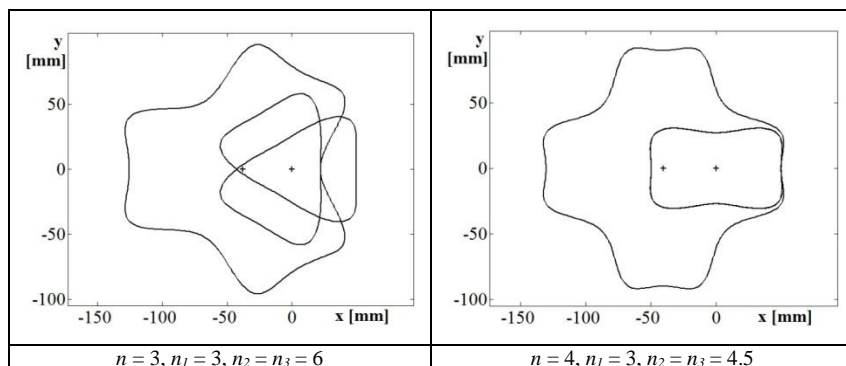 y
[mm]
50
0
-50
-100
-150
-100
-50
0
x [mm]
n = 3, n1 = 3, n2 = n3 = 6
y
[mm]
50
0
-50
-100
-150
-100
-50
0
x [mm]
n = 4, n1 = 3, n2 = n3 = 4.5